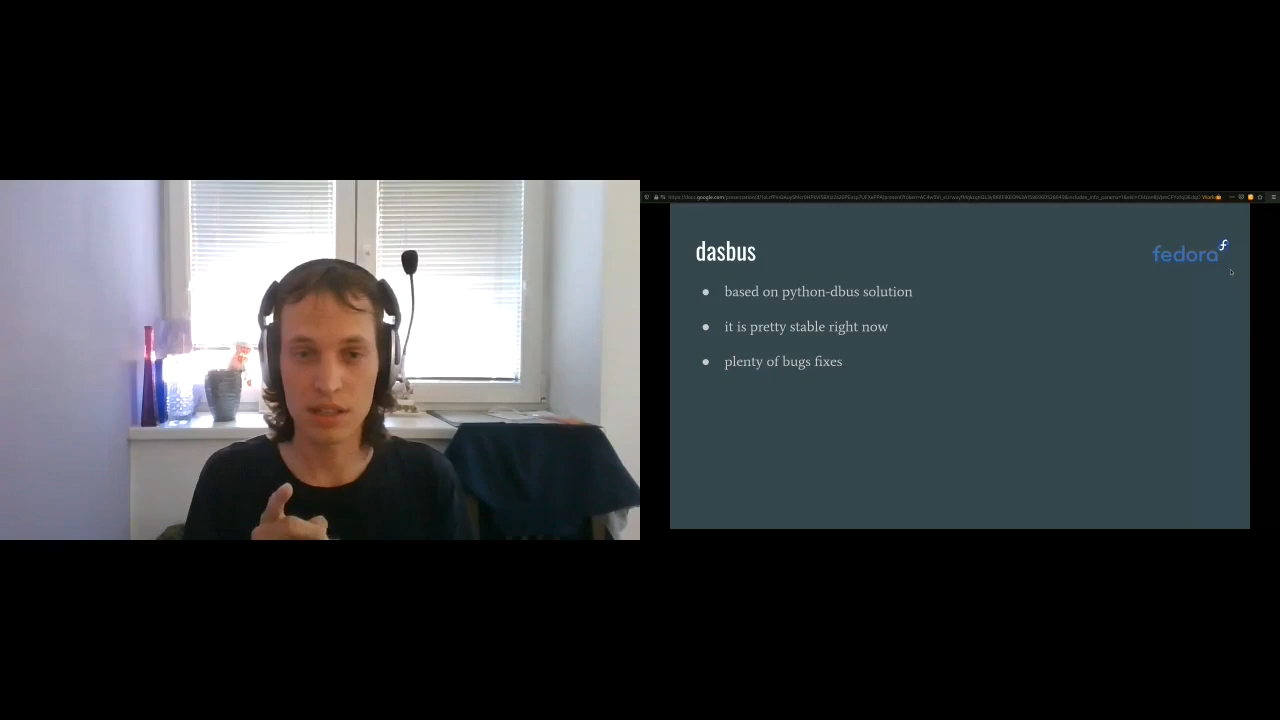 dasbus
fedora
● based on python-dbus solution
● it is pretty stable right now
● plenty of bugs fixes